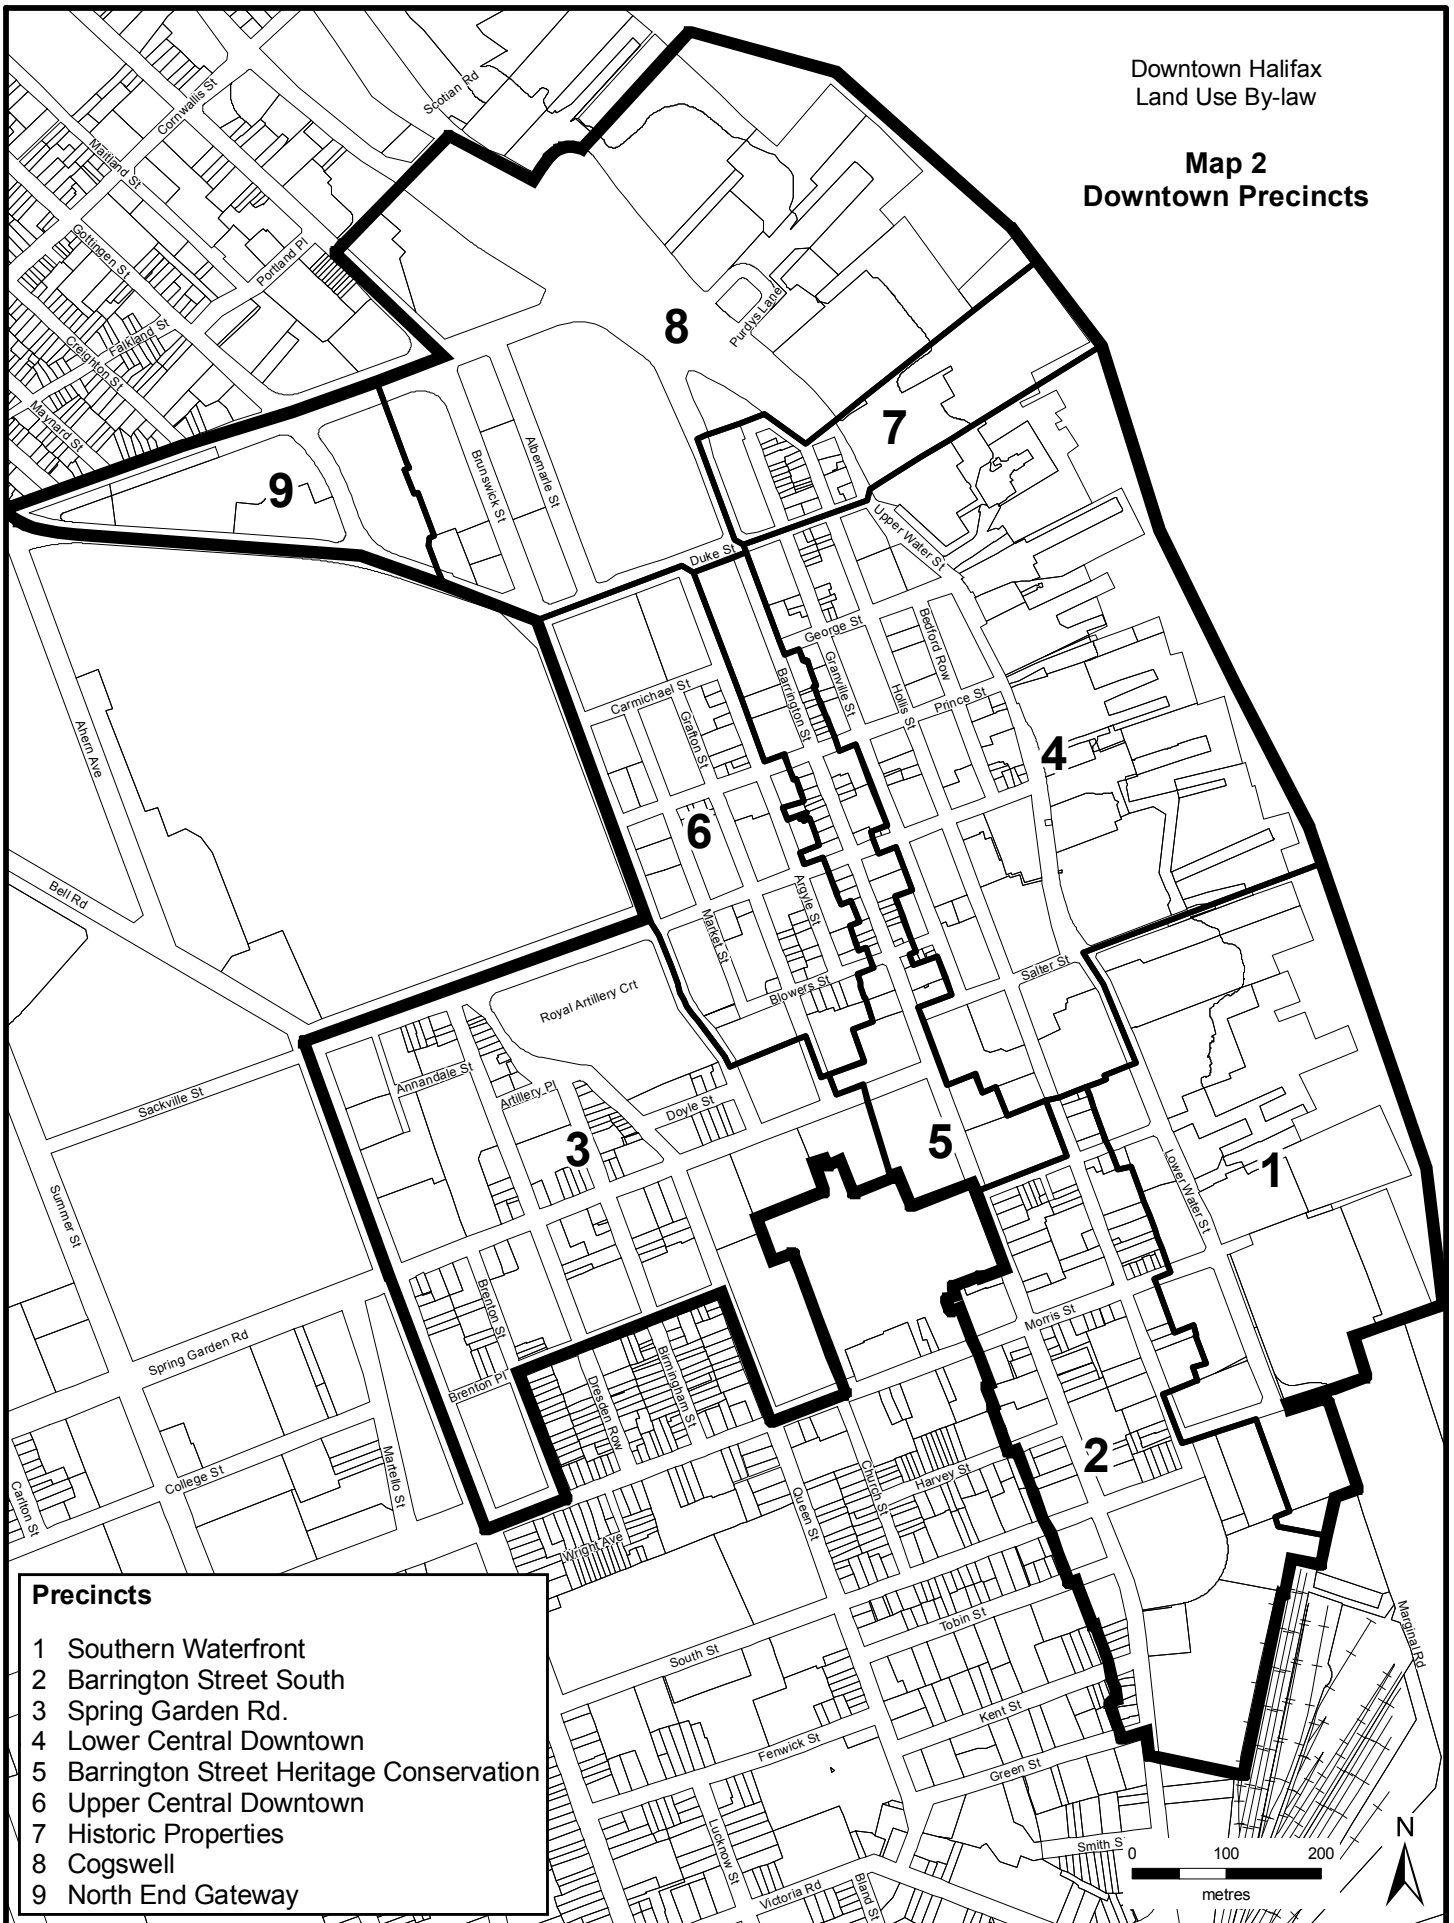 Downtown Halifax
Land Use By-law
Map 2
Downtown Precincts
Scotian Rd
Cornwallis St
Maitland St
Gottingen St
Portland Pl
Falkland St
Creighton St
Maynard St
Purdys Lane
8
7
9
Brunswick St
Albemarle St
Duke St
Upper Water St
George St
Bedford Row
Granville St
Barrington St
Hollis St
Prince St
Carmichael St
Grafton St
Ahern Ave
4
6
Bell Rd
Argyle St
Market St
Blowers St
Salter St
Royal Artillery Crt
Annandale St
Artillery Pl
Doyle St
Sackville St
3
5
1
Lower Water St
Summer St
Brenton St
Morris St
Spring Garden Rd
Brenton Pl
Birmingham St
Dresden Row
2
College St
Martello St
Carlton St
Church St
Harvey St
Queen St
Wright Ave
Tobin St
South St
Marginal Rd
Kent St
Fenwick St
Green St
Lucknow St
Smith S
Victoria Rd
Bland St
Precincts
1 Southern Waterfront
2 Barrington Street South
3 Spring Garden Rd.
4 Lower Central Downtown
5 Barrington Street Heritage Conservation
6 Upper Central Downtown
7 Historic Properties
8 Cogswell
9 North End Gateway
N
0 100 200
metres